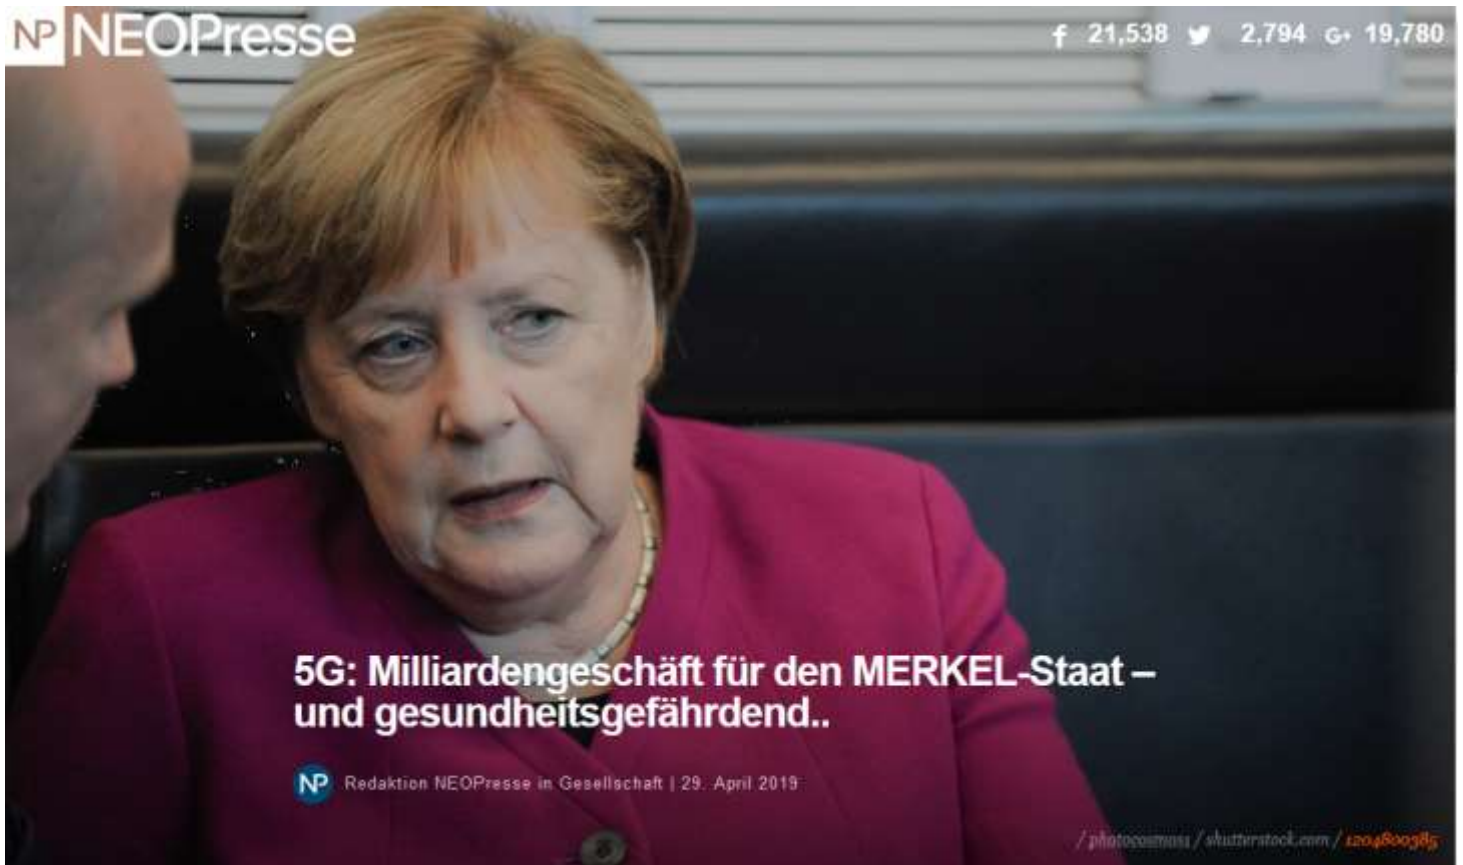 NP NEOPresse
21,538 2,794 G+ 19,780
5G: Milliardengeschäft für den MERKEL-Staat –
und gesundheitsgefährdend..
NP Redaktion NEOPresse in Gesellschaft | 29. April 2019
/ photocosmos1 / shutterstock.com / 1204800385